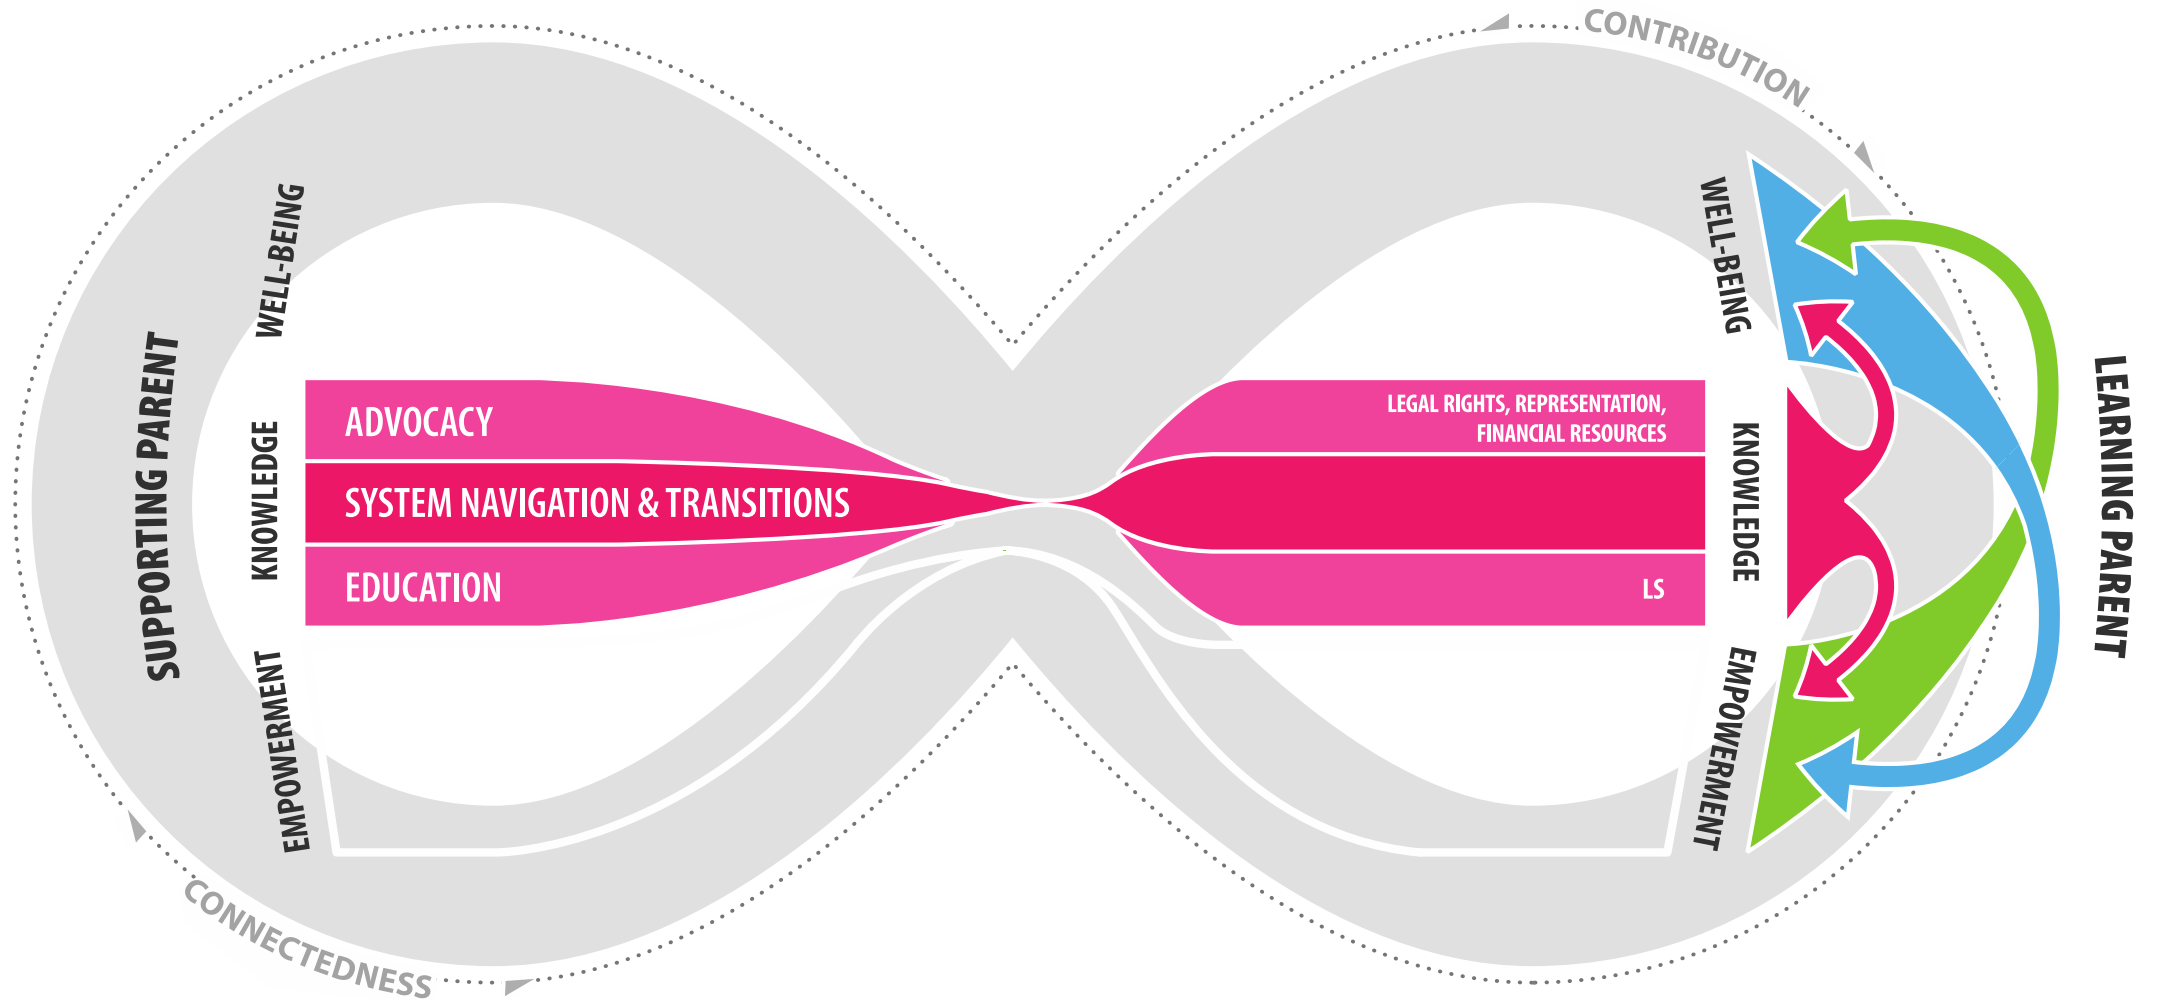 CONTRIBUTION
SUPPORTING PARENT
WELL-BEING
KNOWLEDGE
EMPOWERMENT
ADVOCACY
SYSTEM NAVIGATION & TRANSITIONS
EDUCATION
LEGAL RIGHTS, REPRESENTATION,
FINANCIAL RESOURCES
LS
WELL-BEING
KNOWLEDGE
EMPOWERMENT
LEARNING PARENT
CONNECTEDNESS